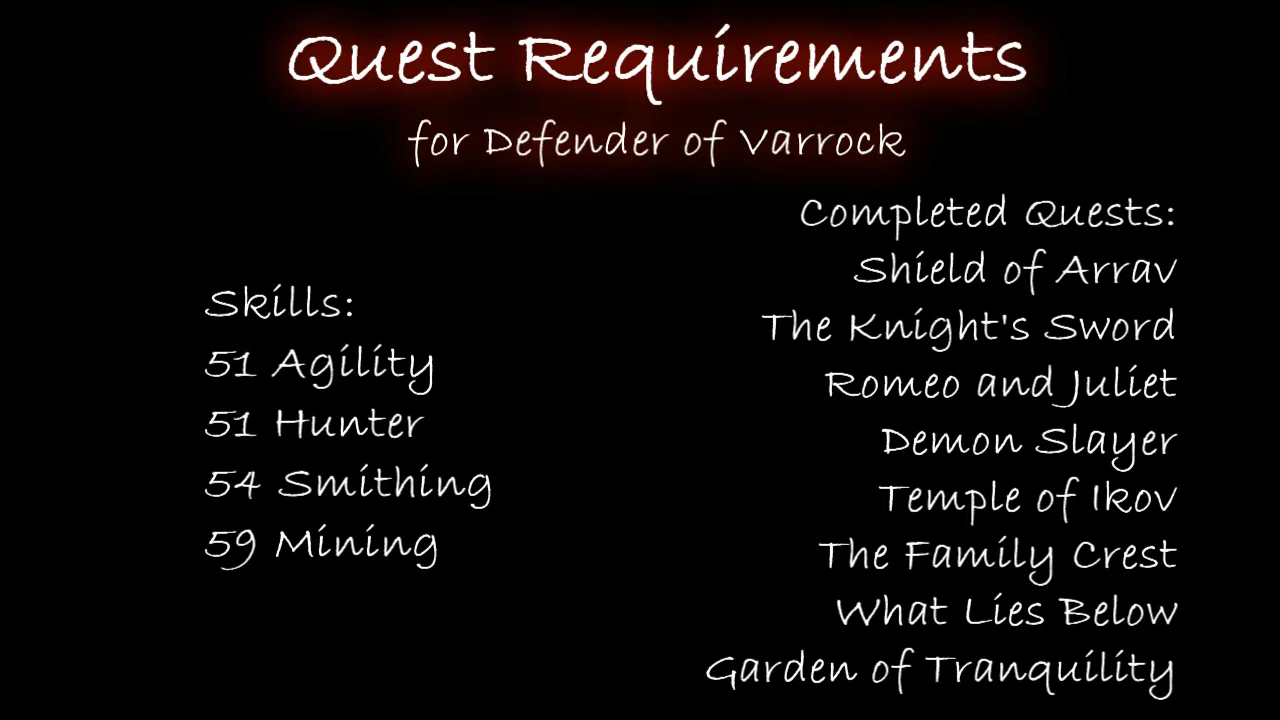 Quest Requirements
for Defender of Varrock
Skills:
51 Agility
51 Hunter
54 Smithing
59 Mining
Completed Quests:
Shield of Arrav
The Knight's Sword
Romeo and Juliet
Demon Slayer
Temple of Ikov
The Family Crest
What Lies Below
Garden of Tranquility